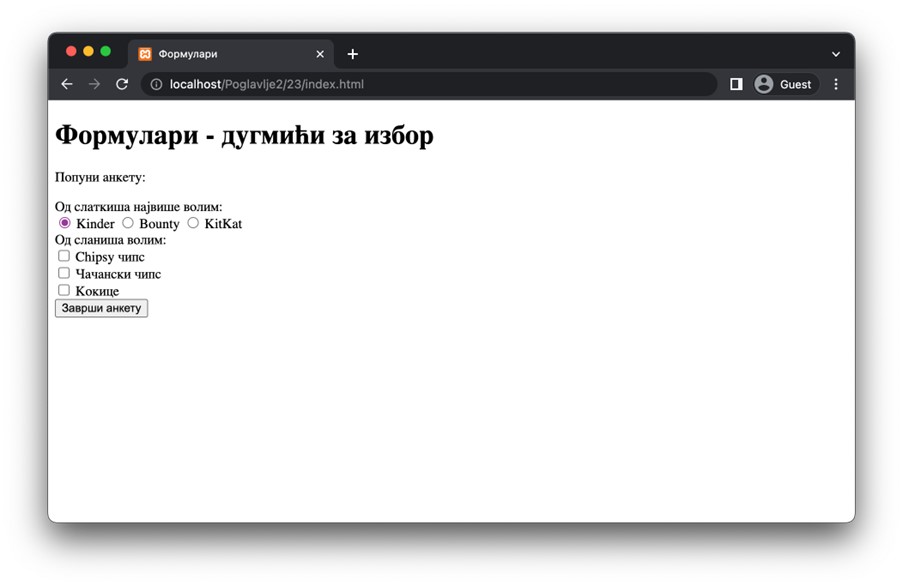 Формулари
localhost/Poglavlje2/23/index.html
Guest
Формулари - дугмићи за избор
Попуни анкету:
Од слаткиша највише волим:
Kinder Bounty KitKat
Од сланиша волим:
Chipsy чипс
Чачански чипс
Кокице
Заврши анкету